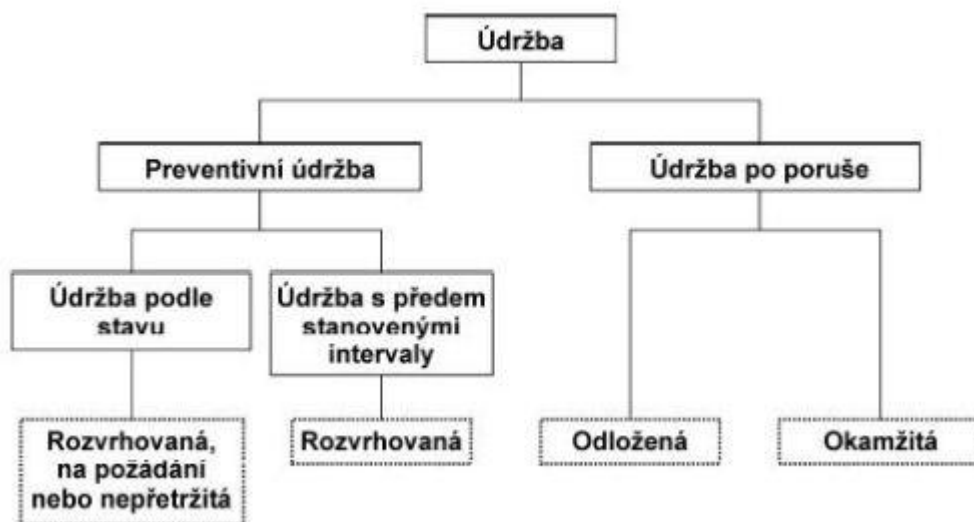 Údržba
Preventivní údržba
Údržba po poruše
Údržba podle
stavu
Údržba s předem
stanovenými
intervaly
Rozvrhovaná,
na požádání
nebo nepřetržitá
Rozvrhovaná
Odložená
Okamžitá